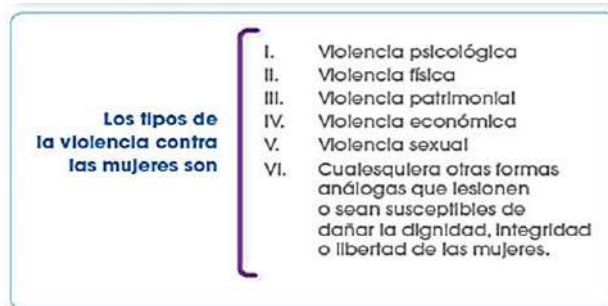 Los tipos de
la violencia contra
las mujeres son
I. Violencia psicológica
II. Violencia física
III. Violencia patrimonial
IV. Violencia económica
V. Violencia sexual
VI. Cualesquiera otras formas
análogas que lesionen
o sean susceptibles de
dañar la dignidad, integridad
o libertad de las mujeres.